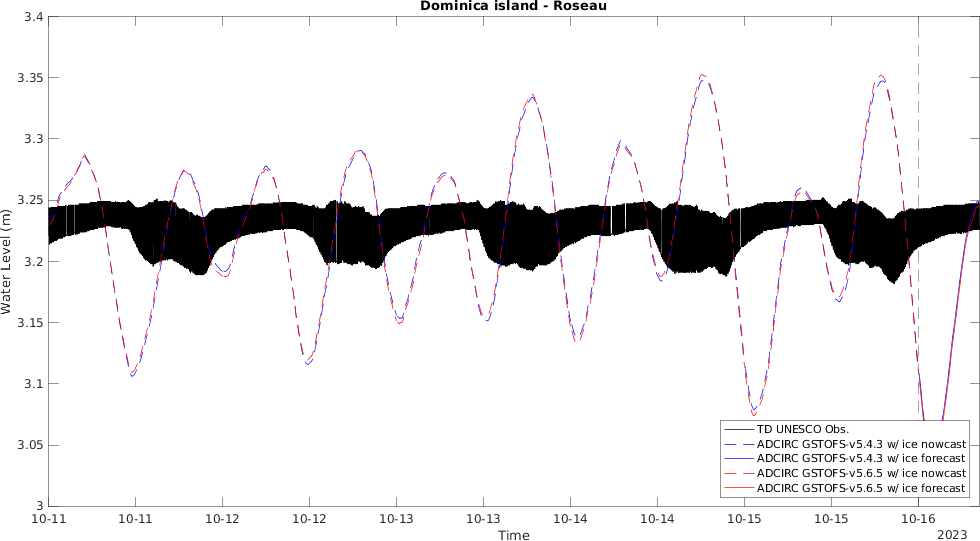 Dominica island - Roseau
3.4
3.35
3.3
3.25
3.2
3.15
3.1
3.05
3
Water Level (m)
TD UNESCO Obs.
ADCIRC GSTOFS-v5.4.3 w/ ice nowcast
ADCIRC GSTOFS-v5.4.3 w/ ice forecast
ADCIRC GSTOFS-v5.6.5 w/ ice nowcast
ADCIRC GSTOFS-v5.6.5 w/ ice forecast
10-11 10-11 10-12 10-12 10-13 10-13 10-14 10-14 10-15 10-15 10-16
Time
2023